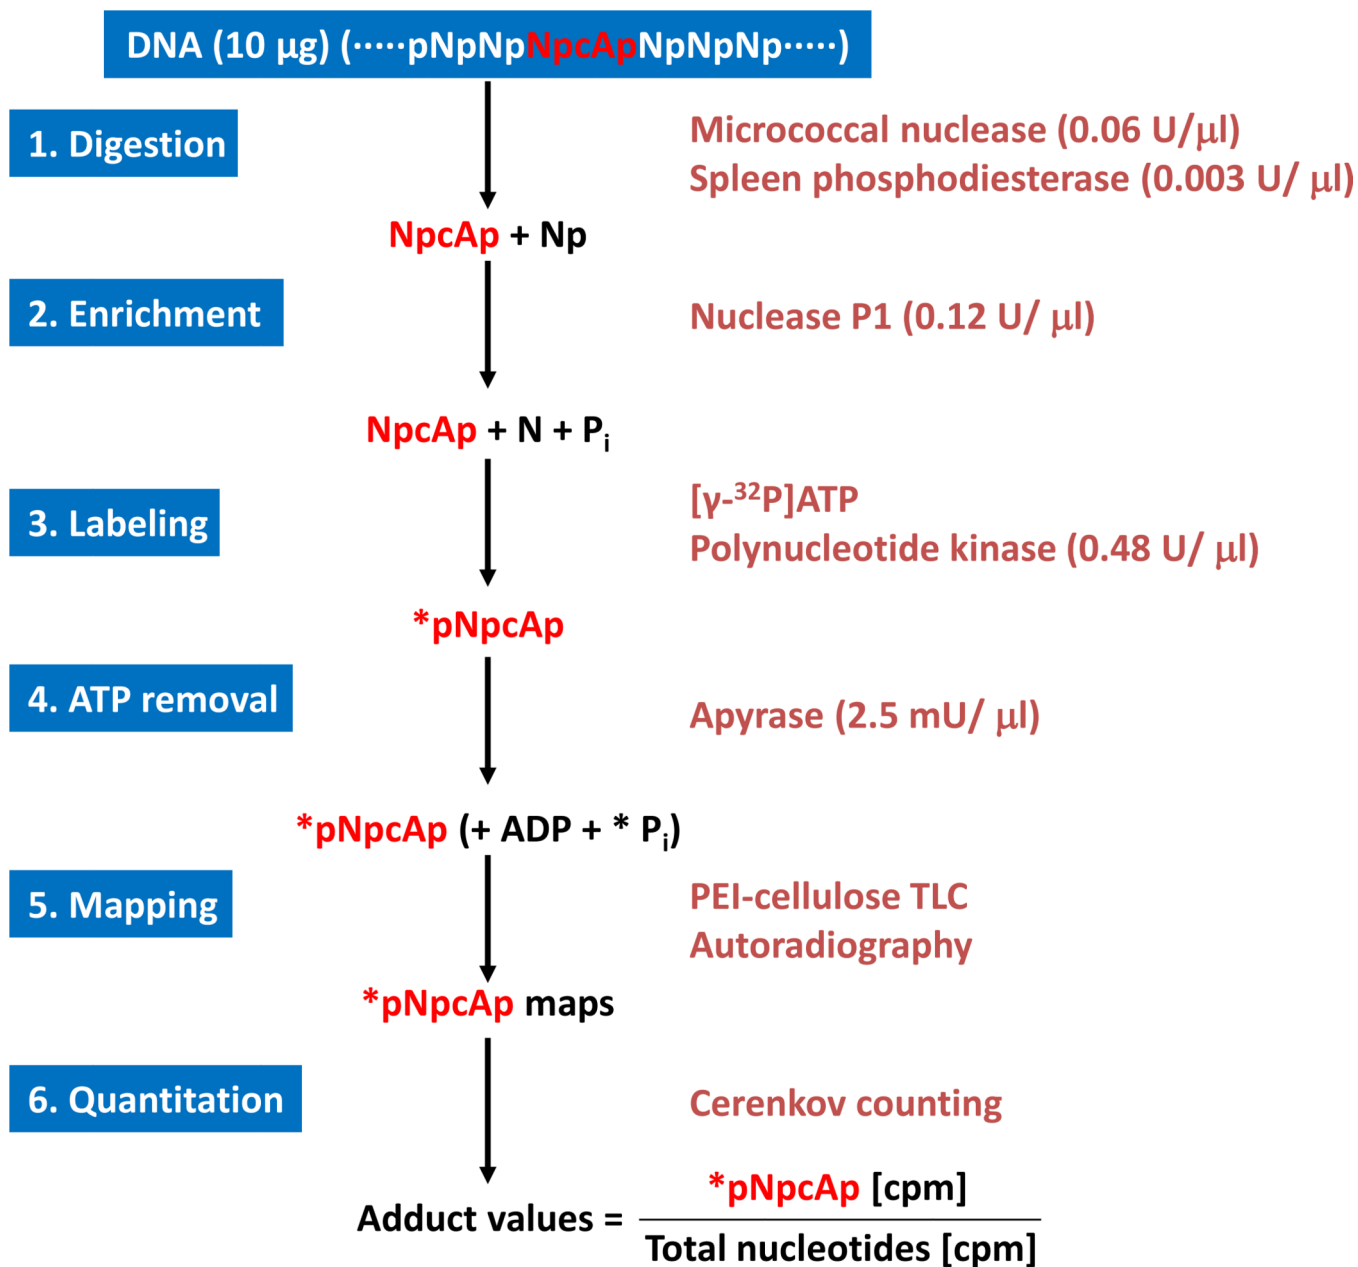 DNA (10 µg) (·····pNpNpNpcApNpNpNp·····)
1. Digestion
Micrococcal nuclease (0.06 U/µl)
Spleen phosphodiesterase (0.003 U/ µl)
NpcAp + Np
2. Enrichment
Nuclease P1 (0.12 U/ µl)
NpcAp + N + Pi
3. Labeling
[γ-³²P]ATP
Polynucleotide kinase (0.48 U/ µl)
*pNpcAp
4. ATP removal
Apyrase (2.5 mU/ µl)
*pNpcAp (+ ADP + * Pi)
5. Mapping
PEI-cellulose TLC
Autoradiography
*pNpcAp maps
6. Quantitation
Cerenkov counting
*pNpcAp [cpm]
Adduct values =
Total nucleotides [cpm]